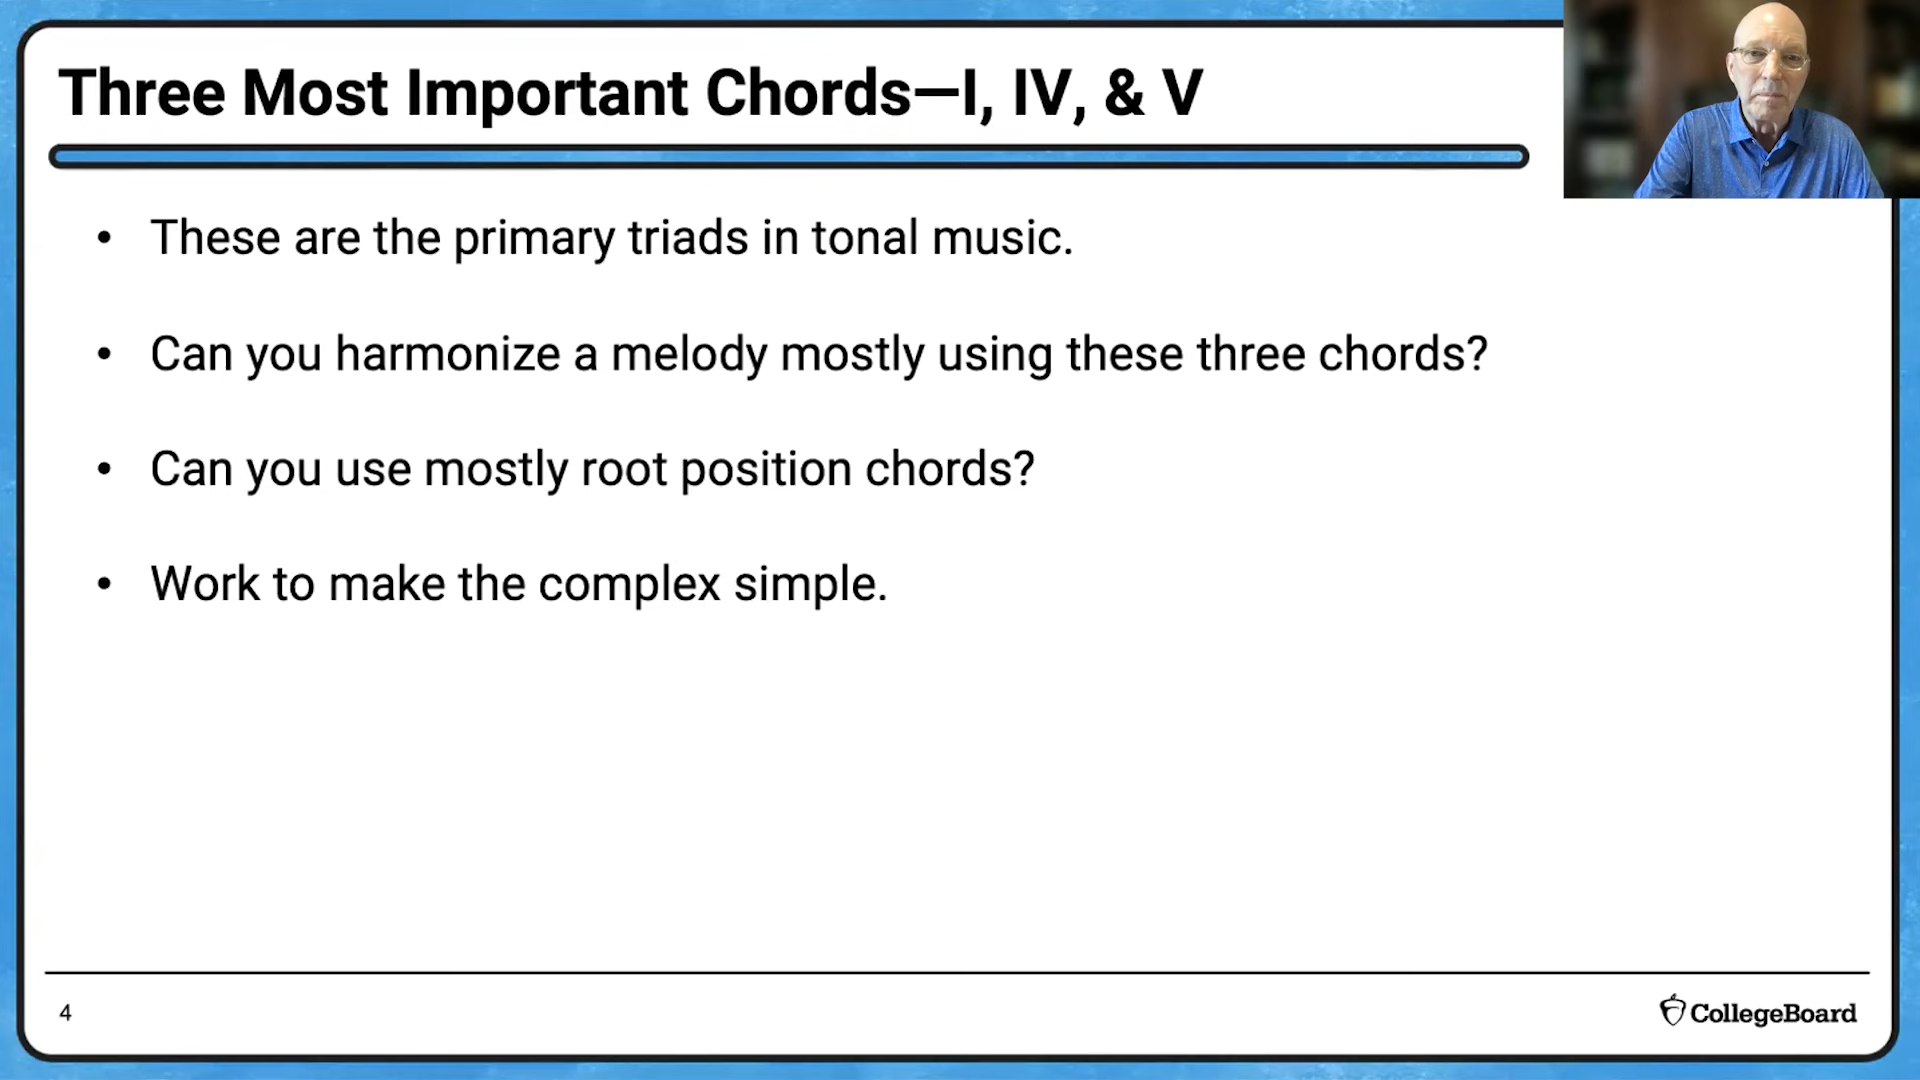 Three Most Important Chords—I, IV, & V
• These are the primary triads in tonal music.
• Can you harmonize a melody mostly using these three chords?
• Can you use mostly root position chords?
• Work to make the complex simple.
4
CollegeBoard